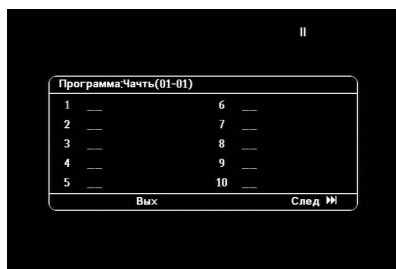 II
Программа:Чачть(01-01)
1 __ 6 __
2 __ 7 __
3 __ 8 __
4 __ 9 __
5 __ 10 __
Вых След ⏭